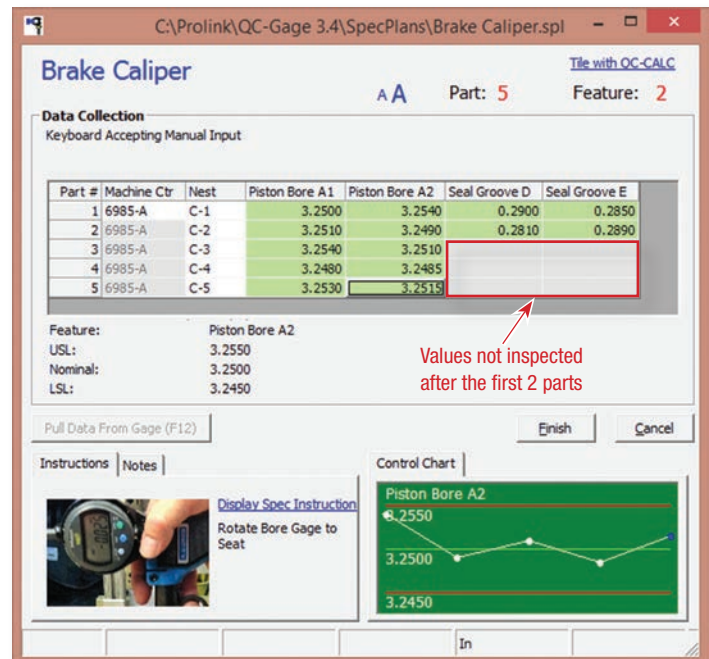 C:\Prolink\QC-Gage 3.4\SpecPlans\Brake Caliper.spl
Brake Caliper
Tile with QC-CALC
A A Part: 5 Feature: 2
Data Collection
Keyboard Accepting Manual Input
Part # Machine Ctr Nest Piston Bore A1 Piston Bore A2 Seal Groove D Seal Groove E
1 6985-A C-1 3.2500 3.2540 0.2900 0.2850
2 6985-A C-2 3.2510 3.2490 0.2810 0.2890
3 6985-A C-3 3.2540 3.2510
4 6985-A C-4 3.2480 3.2485
5 6985-A C-5 3.2530 3.2515
Feature: Piston Bore A2
USL: 3.2550
Nominal: 3.2500
LSL: 3.2450
Values not inspected
after the first 2 parts
Pull Data From Gage (F12) Finish Cancel
Instructions Notes Control Chart
Display Spec Instruction
Rotate Bore Gage to
Seat
Piston Bore A2
3.2550
3.2500
3.2450
In